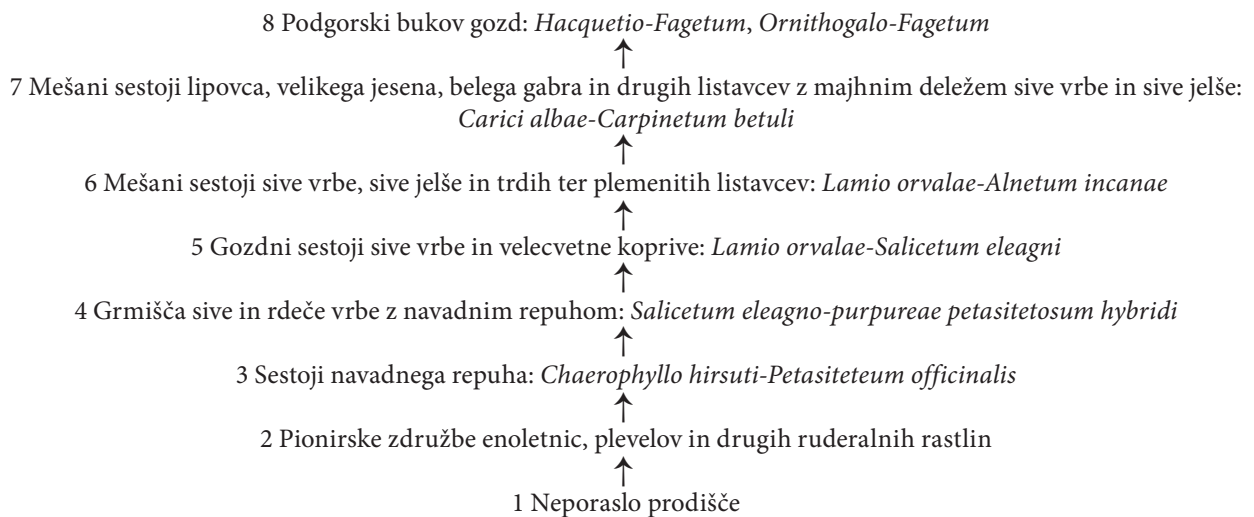 8 Podgorski bukov gozd: Hacquetio-Fagetum, Ornithogalo-Fagetum
7 Mešani sestoji lipovca, velikega jesena, belega gabra in drugih listavcev z majhnim deležem sive vrbe in sive jelše:
Carici albae-Carpinetum betuli
6 Mešani sestoji sive vrbe, sive jelše in trdih ter plemenitih listavcev: Lamio orvalae-Alnetum incanae
5 Gozdni sestoji sive vrbe in velecvetne koprive: Lamio orvalae-Salicetum eleagni
4 Grmišča sive in rdeče vrbe z navadnim repuhom: Salicetum eleagno-purpureae petasitetosum hybridi
3 Sestoji navadnega repuha: Chaerophyllo hirsuti-Petasiteteum officinalis
2 Pionirske združbe enoletnic, plevelov in drugih ruderalnih rastlin
1 Neporaslo prodišče